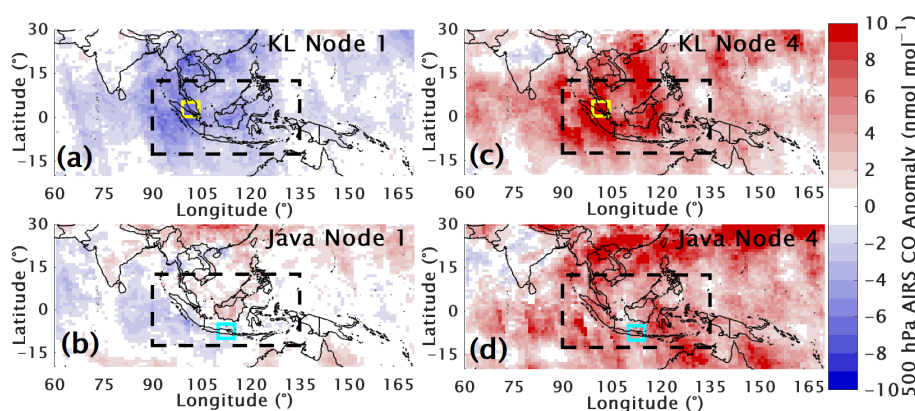 30
15
0
−15
Latitude (°)
KL Node 1
(a)
60 75 90 105 120 135 150 165
Longitude (°)
30
15
0
−15
Latitude (°)
KL Node 4
(c)
60 75 90 105 120 135 150 165
Longitude (°)
30
15
0
−15
Latitude (°)
Java Node 1
(b)
60 75 90 105 120 135 150 165
Longitude (°)
30
15
0
−15
Latitude (°)
Java Node 4
(d)
60 75 90 105 120 135 150 165
Longitude (°)
10
8
6
4
2
1
0
−1
−2
−4
−6
−8
−10
500 hPa AIRS CO Anomaly (nmol mol⁻¹)